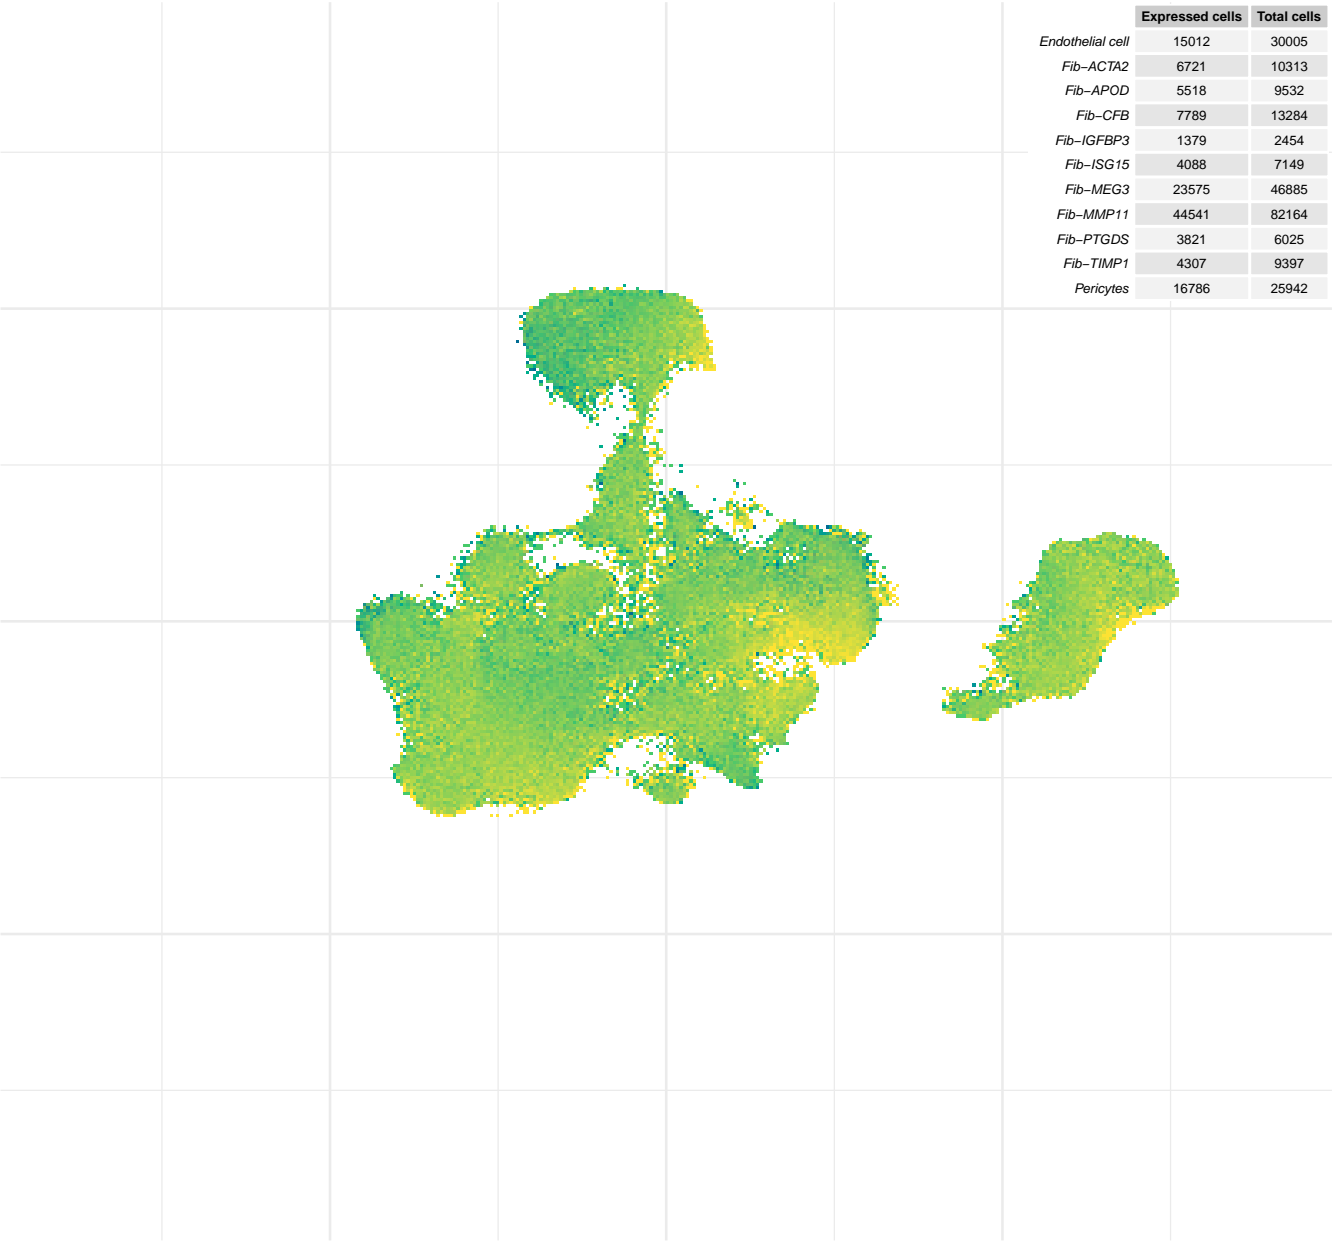 Expressed cells Total cells
Endothelial cell 15012 30005
Fib−ACTA2 6721 10313
Fib−APOD 5518 9532
Fib−CFB 7789 13284
Fib−IGFBP3 1379 2454
Fib−ISG15 4088 7149
Fib−MEG3 23575 46885
Fib−MMP11 44541 82164
Fib−PTGDS 3821 6025
Fib−TIMP1 4307 9397
Pericytes 16786 25942